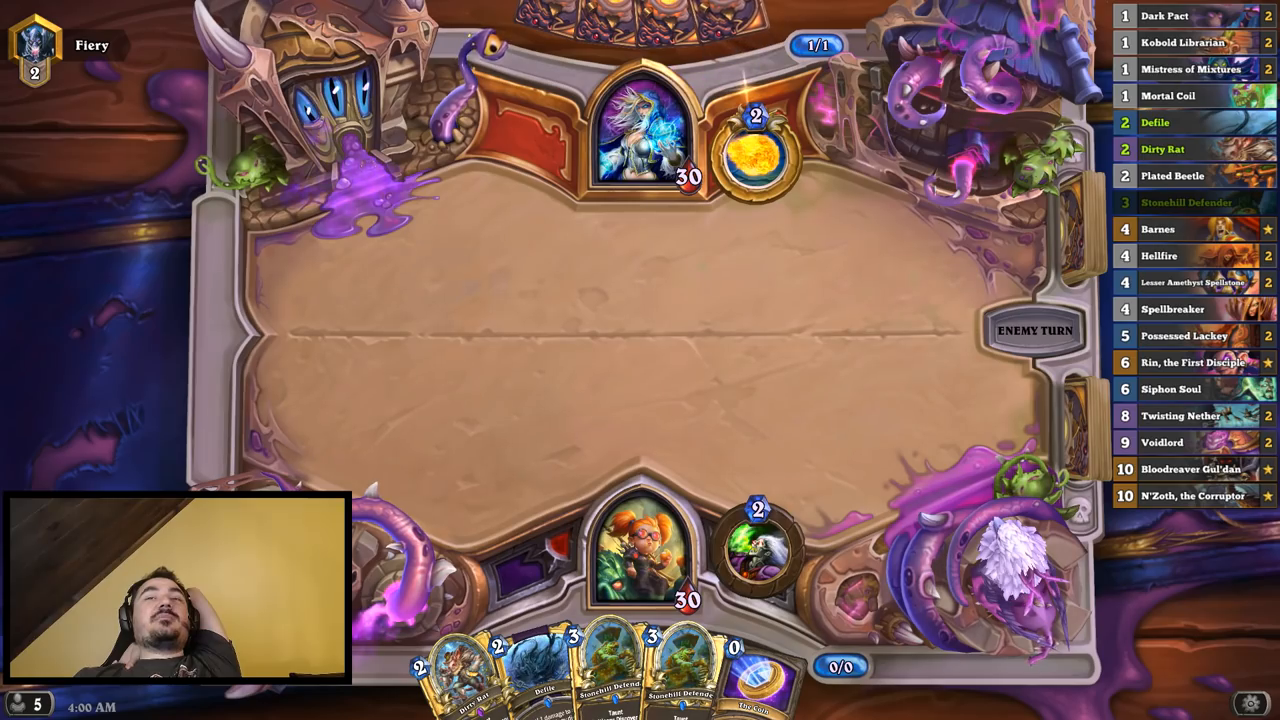 Fiery
2
1/1
2
30
ENEMY TURN
2
30
2 Dirty Rat
2 Defile
3 Stonehill Defend
Taunt
3 Stonehill Defende
Taunt
0 The Coin
0/0
5
4:00 AM
1 Dark Pact 2
1 Kobold Librarian 2
1 Mistress of Mixtures 2
1 Mortal Coil
2 Defile
2 Dirty Rat
2 Plated Beetle
3 Stonehill Defender
4 Barnes
4 Hellfire 2
4 Lesser Amethyst Spellstone 2
4 Spellbreaker
5 Possessed Lackey 2
6 Rin, the First Disciple
6 Siphon Soul
8 Twisting Nether 2
9 Voidlord 2
10 Bloodreaver Gul'dan
10 N'Zoth, the Corruptor